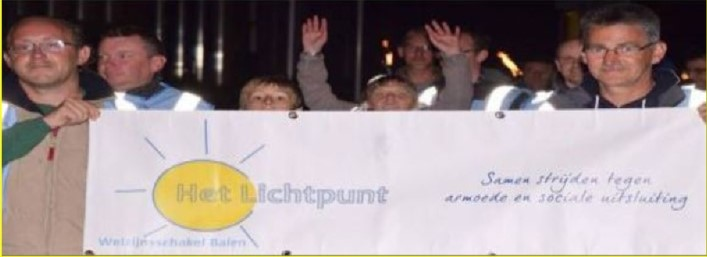 Het Lichtpunt
Welzijnsschakel Balen
Samen strijden tegen
armoede en sociale uitsluiting